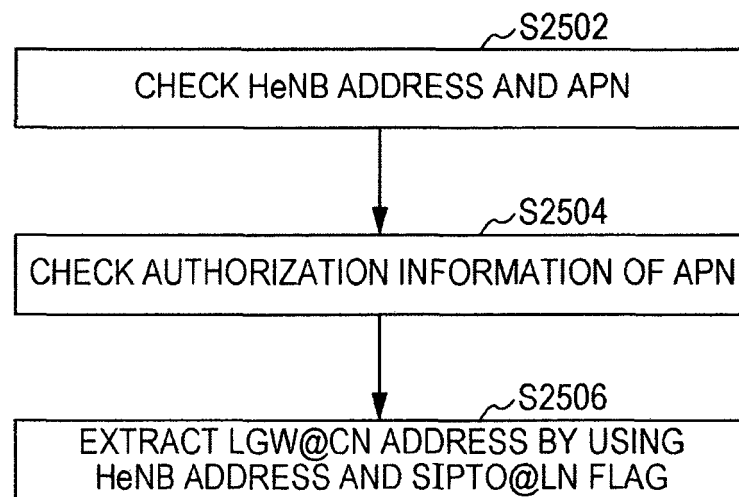 S2502
CHECK HeNB ADDRESS AND APN
S2504
CHECK AUTHORIZATION INFORMATION OF APN
S2506
EXTRACT LGW@CN ADDRESS BY USING
HeNB ADDRESS AND SIPTO@LN FLAG